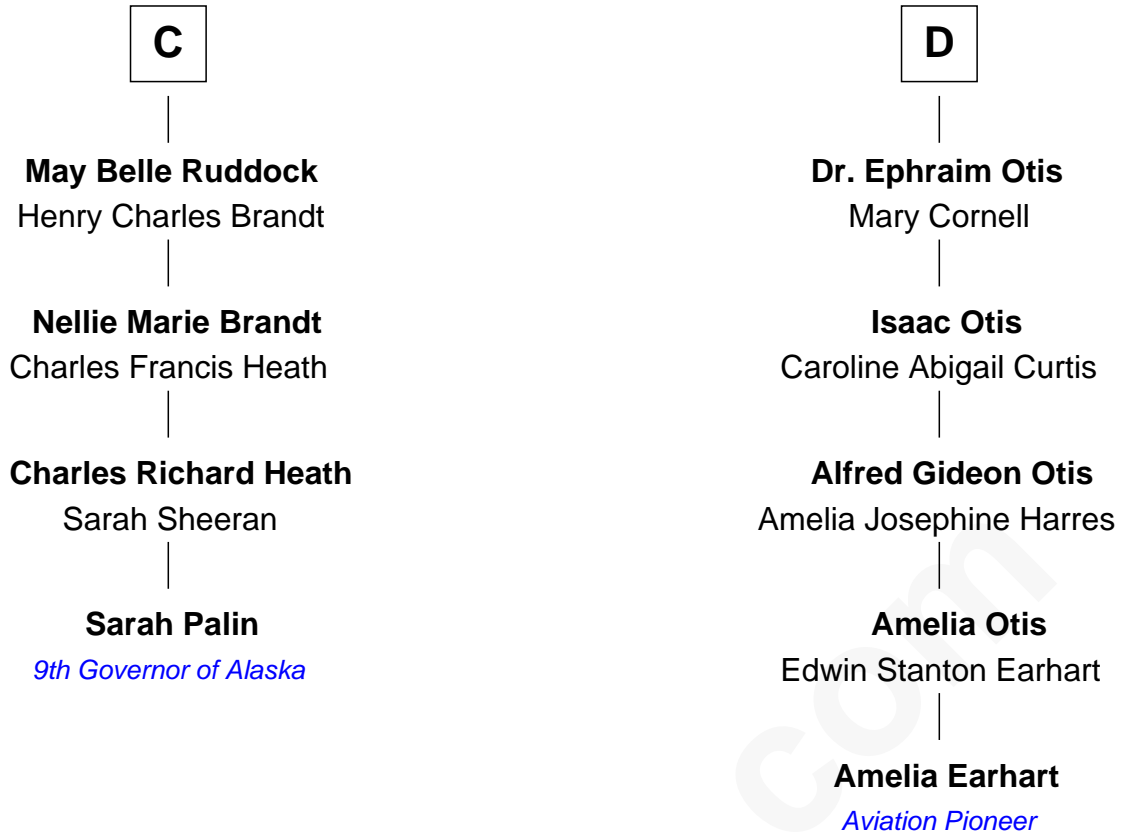 C
May Belle Ruddock
Henry Charles Brandt
Nellie Marie Brandt
Charles Francis Heath
Charles Richard Heath
Sarah Sheeran
Sarah Palin
9th Governor of Alaska
D
Dr. Ephraim Otis
Mary Cornell
Isaac Otis
Caroline Abigail Curtis
Alfred Gideon Otis
Amelia Josephine Harres
Amelia Otis
Edwin Stanton Earhart
Amelia Earhart
Aviation Pioneer
com